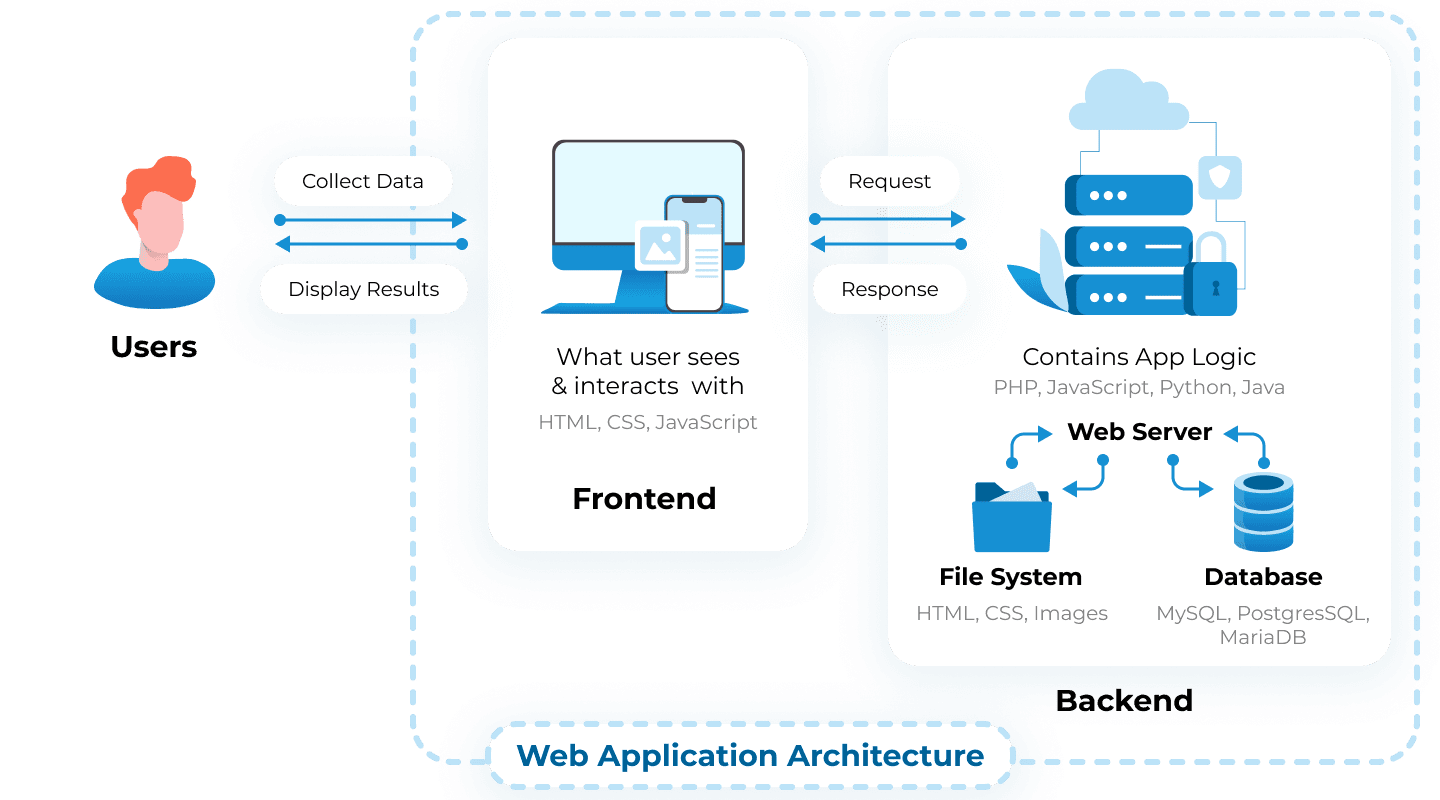 Collect Data
Display Results
Users
What user sees
& interacts with
HTML, CSS, JavaScript
Frontend
Request
Response
Contains App Logic
PHP, JavaScript, Python, Java
Web Server
File System
HTML, CSS, Images
Database
MySQL, PostgresSQL,
MariaDB
Backend
Web Application Architecture